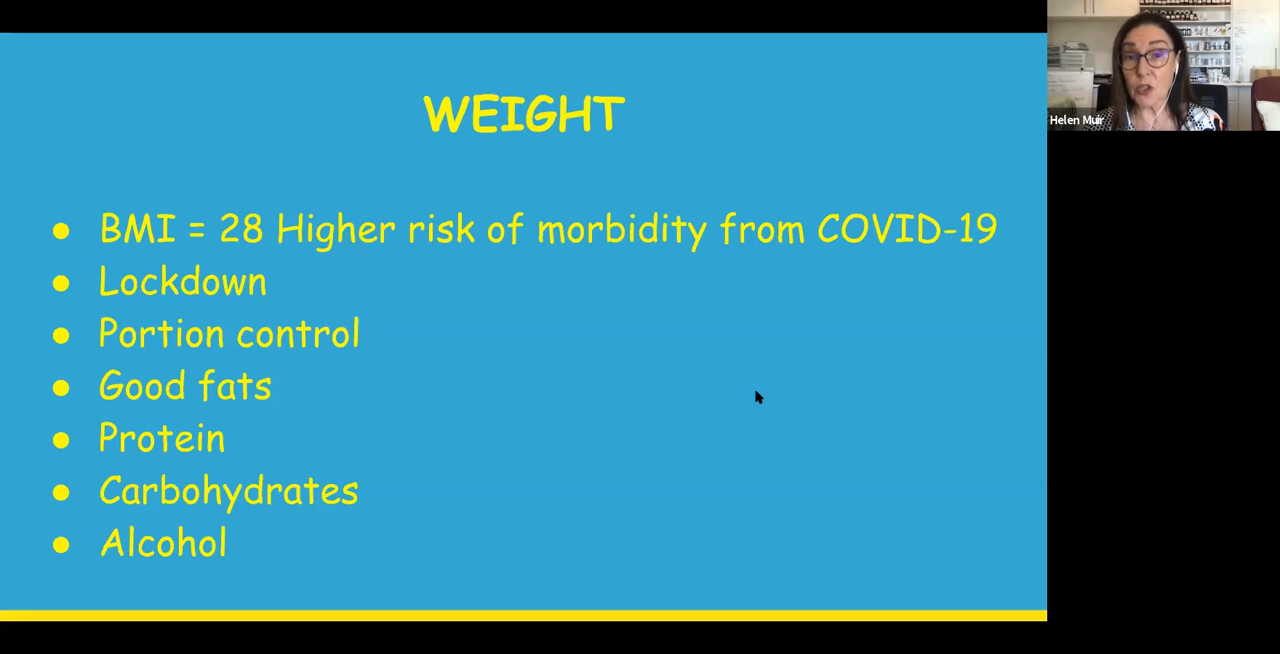 WEIGHT
● BMI = 28 Higher risk of morbidity from COVID-19
● Lockdown
● Portion control
● Good fats
● Protein
● Carbohydrates
● Alcohol
Helen Muir